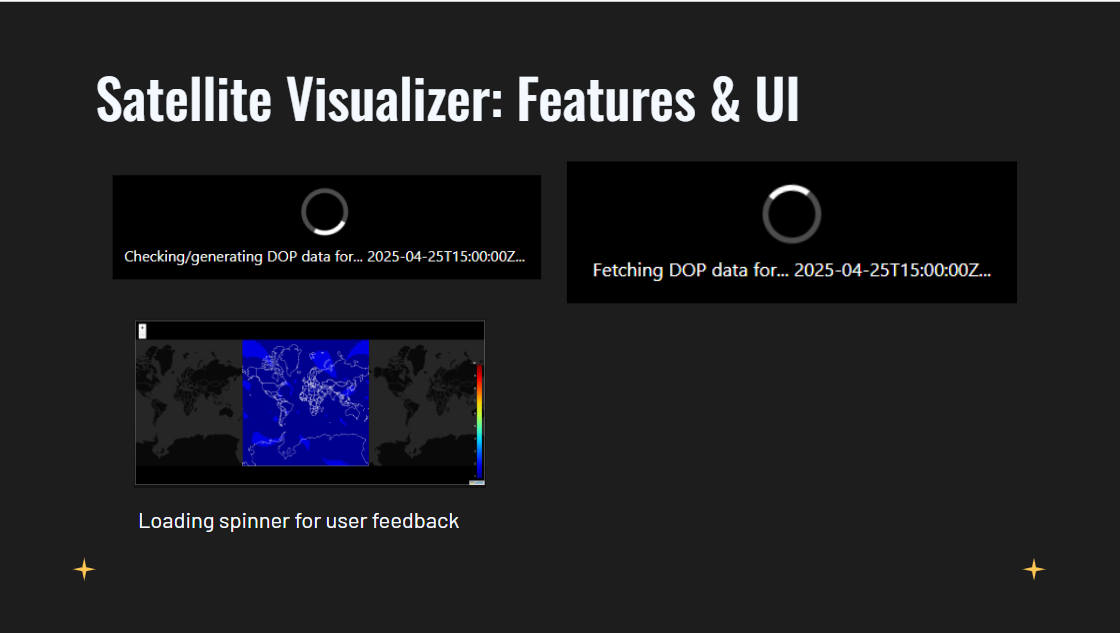 Satellite Visualizer: Features & UI
Checking/generating DOP data for... 2025-04-25T15:00:00Z...
Fetching DOP data for... 2025-04-25T15:00:00Z...
Loading spinner for user feedback